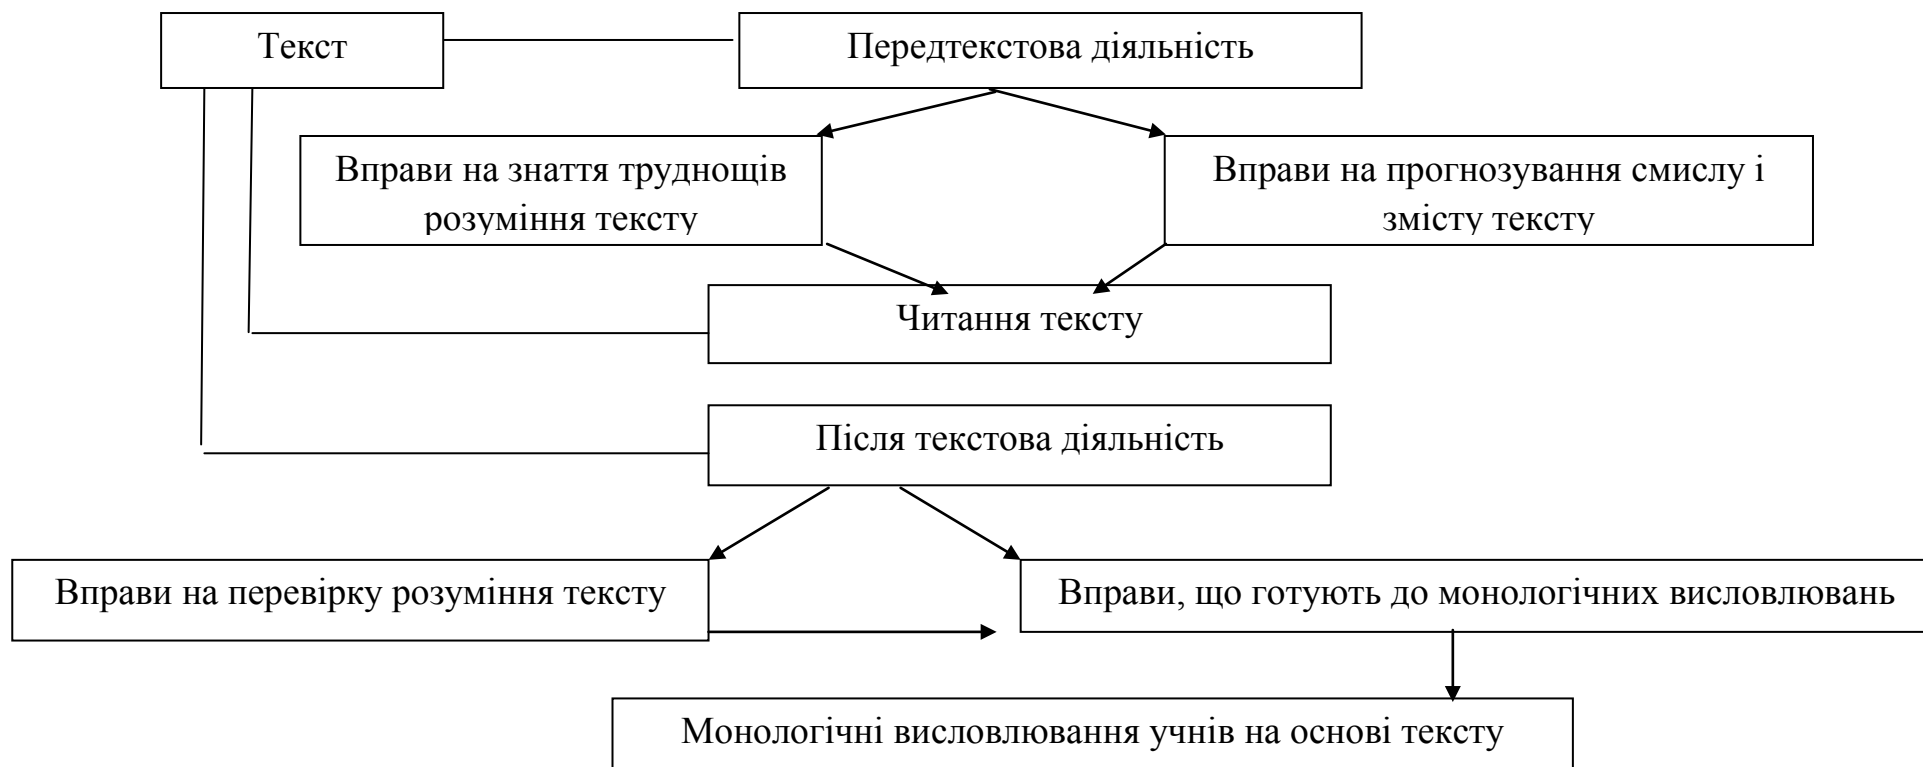 Текст
Передтекстова діяльність
Вправи на знаття труднощів
розуміння тексту
Вправи на прогнозування смислу і
змісту тексту
Читання тексту
Після текстова діяльність
Вправи на перевірку розуміння тексту
Вправи, що готують до монологічних висловлювань
Монологічні висловлювання учнів на основі тексту